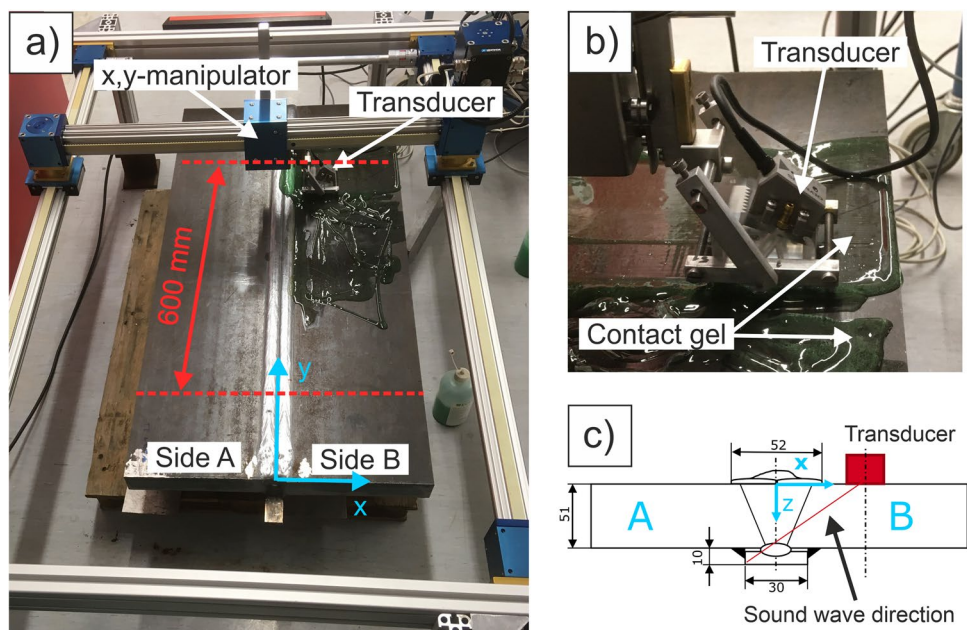 a)
x,y-manipulator
Transducer
600 mm
y
Side A
Side B
x
b)
Transducer
Contact gel
c)
Transducer
52
x
z
51
A
B
10
30
Sound wave direction